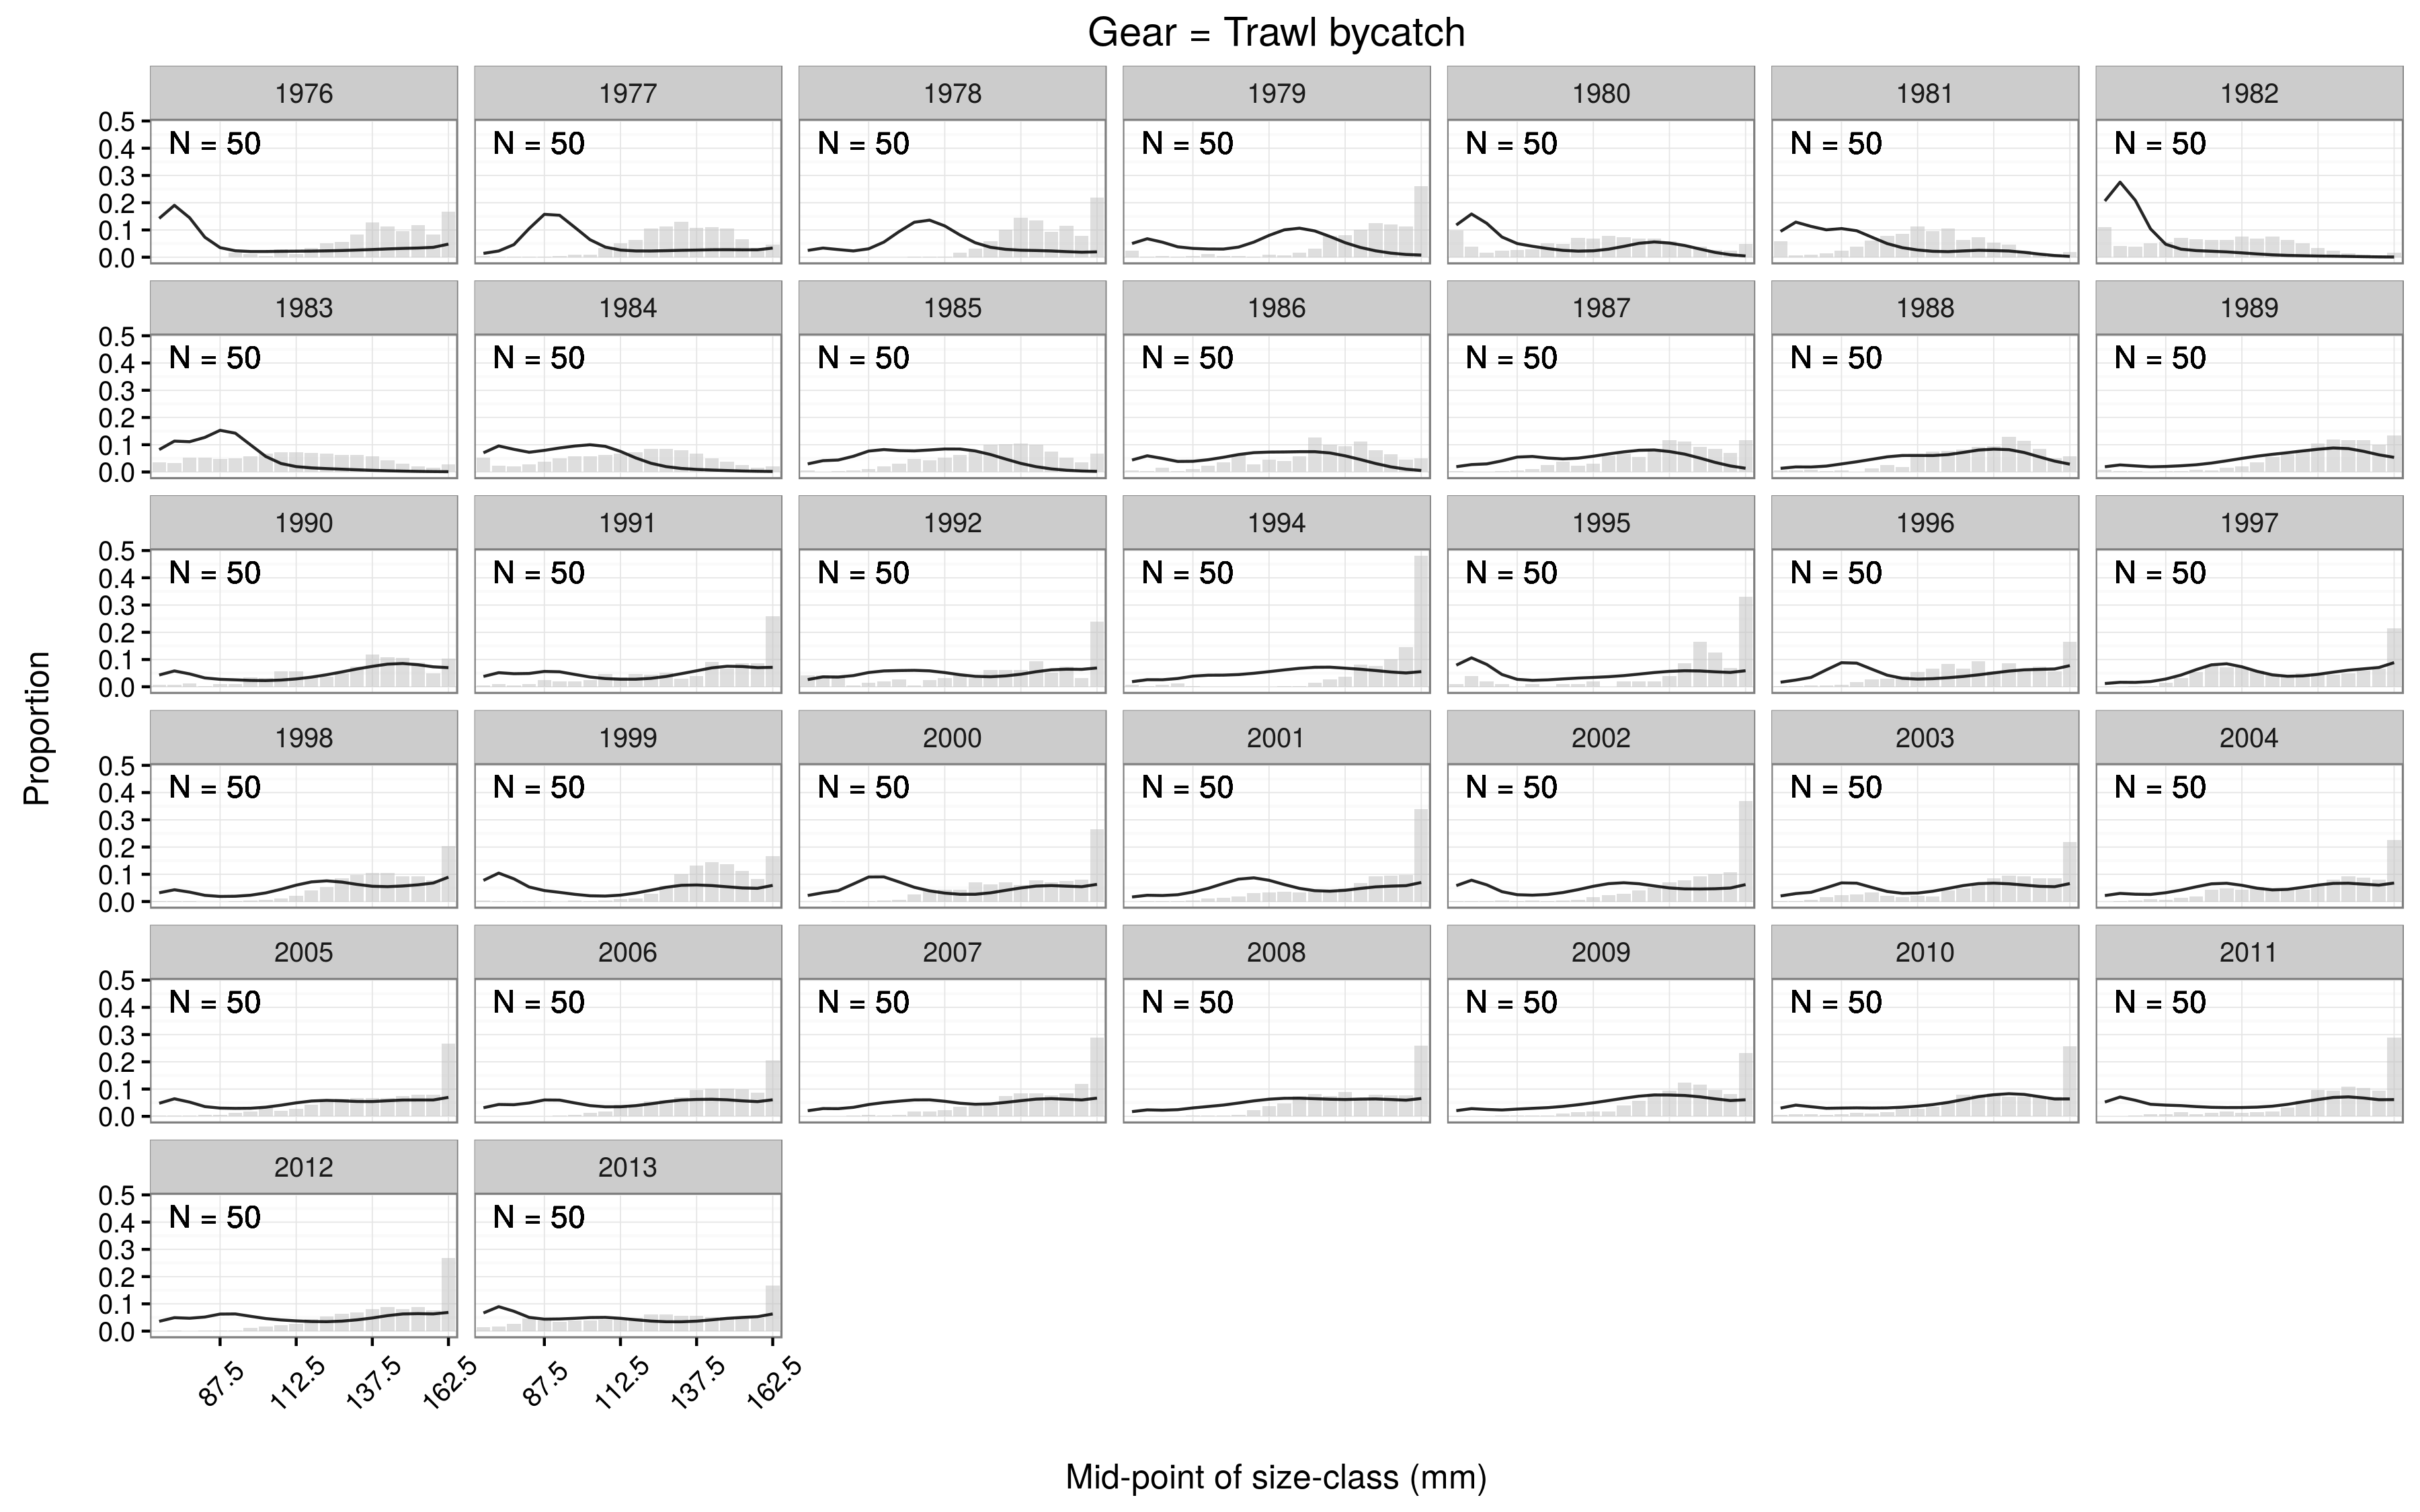 Gear = Trawl bycatch
1976 1977 1978 1979 1980 1981 1982
0.5 N = 50 N = 50 N = 50 N = 50 N = 50 N = 50 N = 50
0.4
0.3
0.2
0.1
0.0
1983 1984 1985 1986 1987 1988 1989
0.5 N = 50 N = 50 N = 50 N = 50 N = 50 N = 50 N = 50
0.4
0.3
0.2
0.1
0.0
1990 1991 1992 1994 1995 1996 1997
0.5 N = 50 N = 50 N = 50 N = 50 N = 50 N = 50 N = 50
0.4
0.3
0.2
0.1
0.0
Proportion
1998 1999 2000 2001 2002 2003 2004
0.5 N = 50 N = 50 N = 50 N = 50 N = 50 N = 50 N = 50
0.4
0.3
0.2
0.1
0.0
2005 2006 2007 2008 2009 2010 2011
0.5 N = 50 N = 50 N = 50 N = 50 N = 50 N = 50 N = 50
0.4
0.3
0.2
0.1
0.0
2012 2013
0.5 N = 50 N = 50
0.4
0.3
0.2
0.1
0.0
87.5 112.5 137.5 162.5 87.5 112.5 137.5 162.5
Mid-point of size-class (mm)